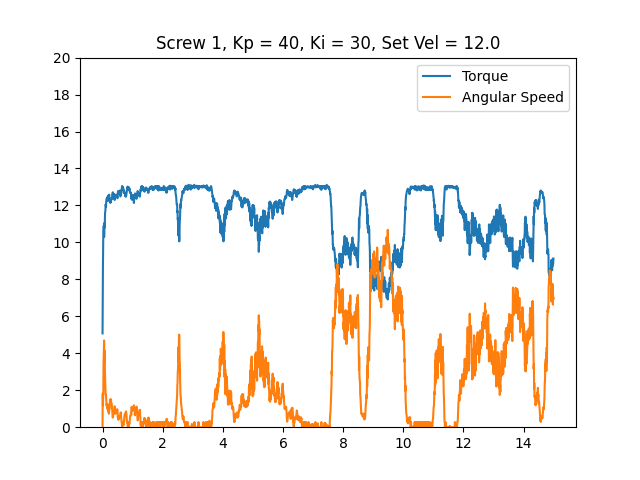 Screw 1, Kp = 40, Ki = 30, Set Vel = 12.0
Torque
Angular Speed
20
18
16
14
12
10
8
6
4
2
0
0 2 4 6 8 10 12 14